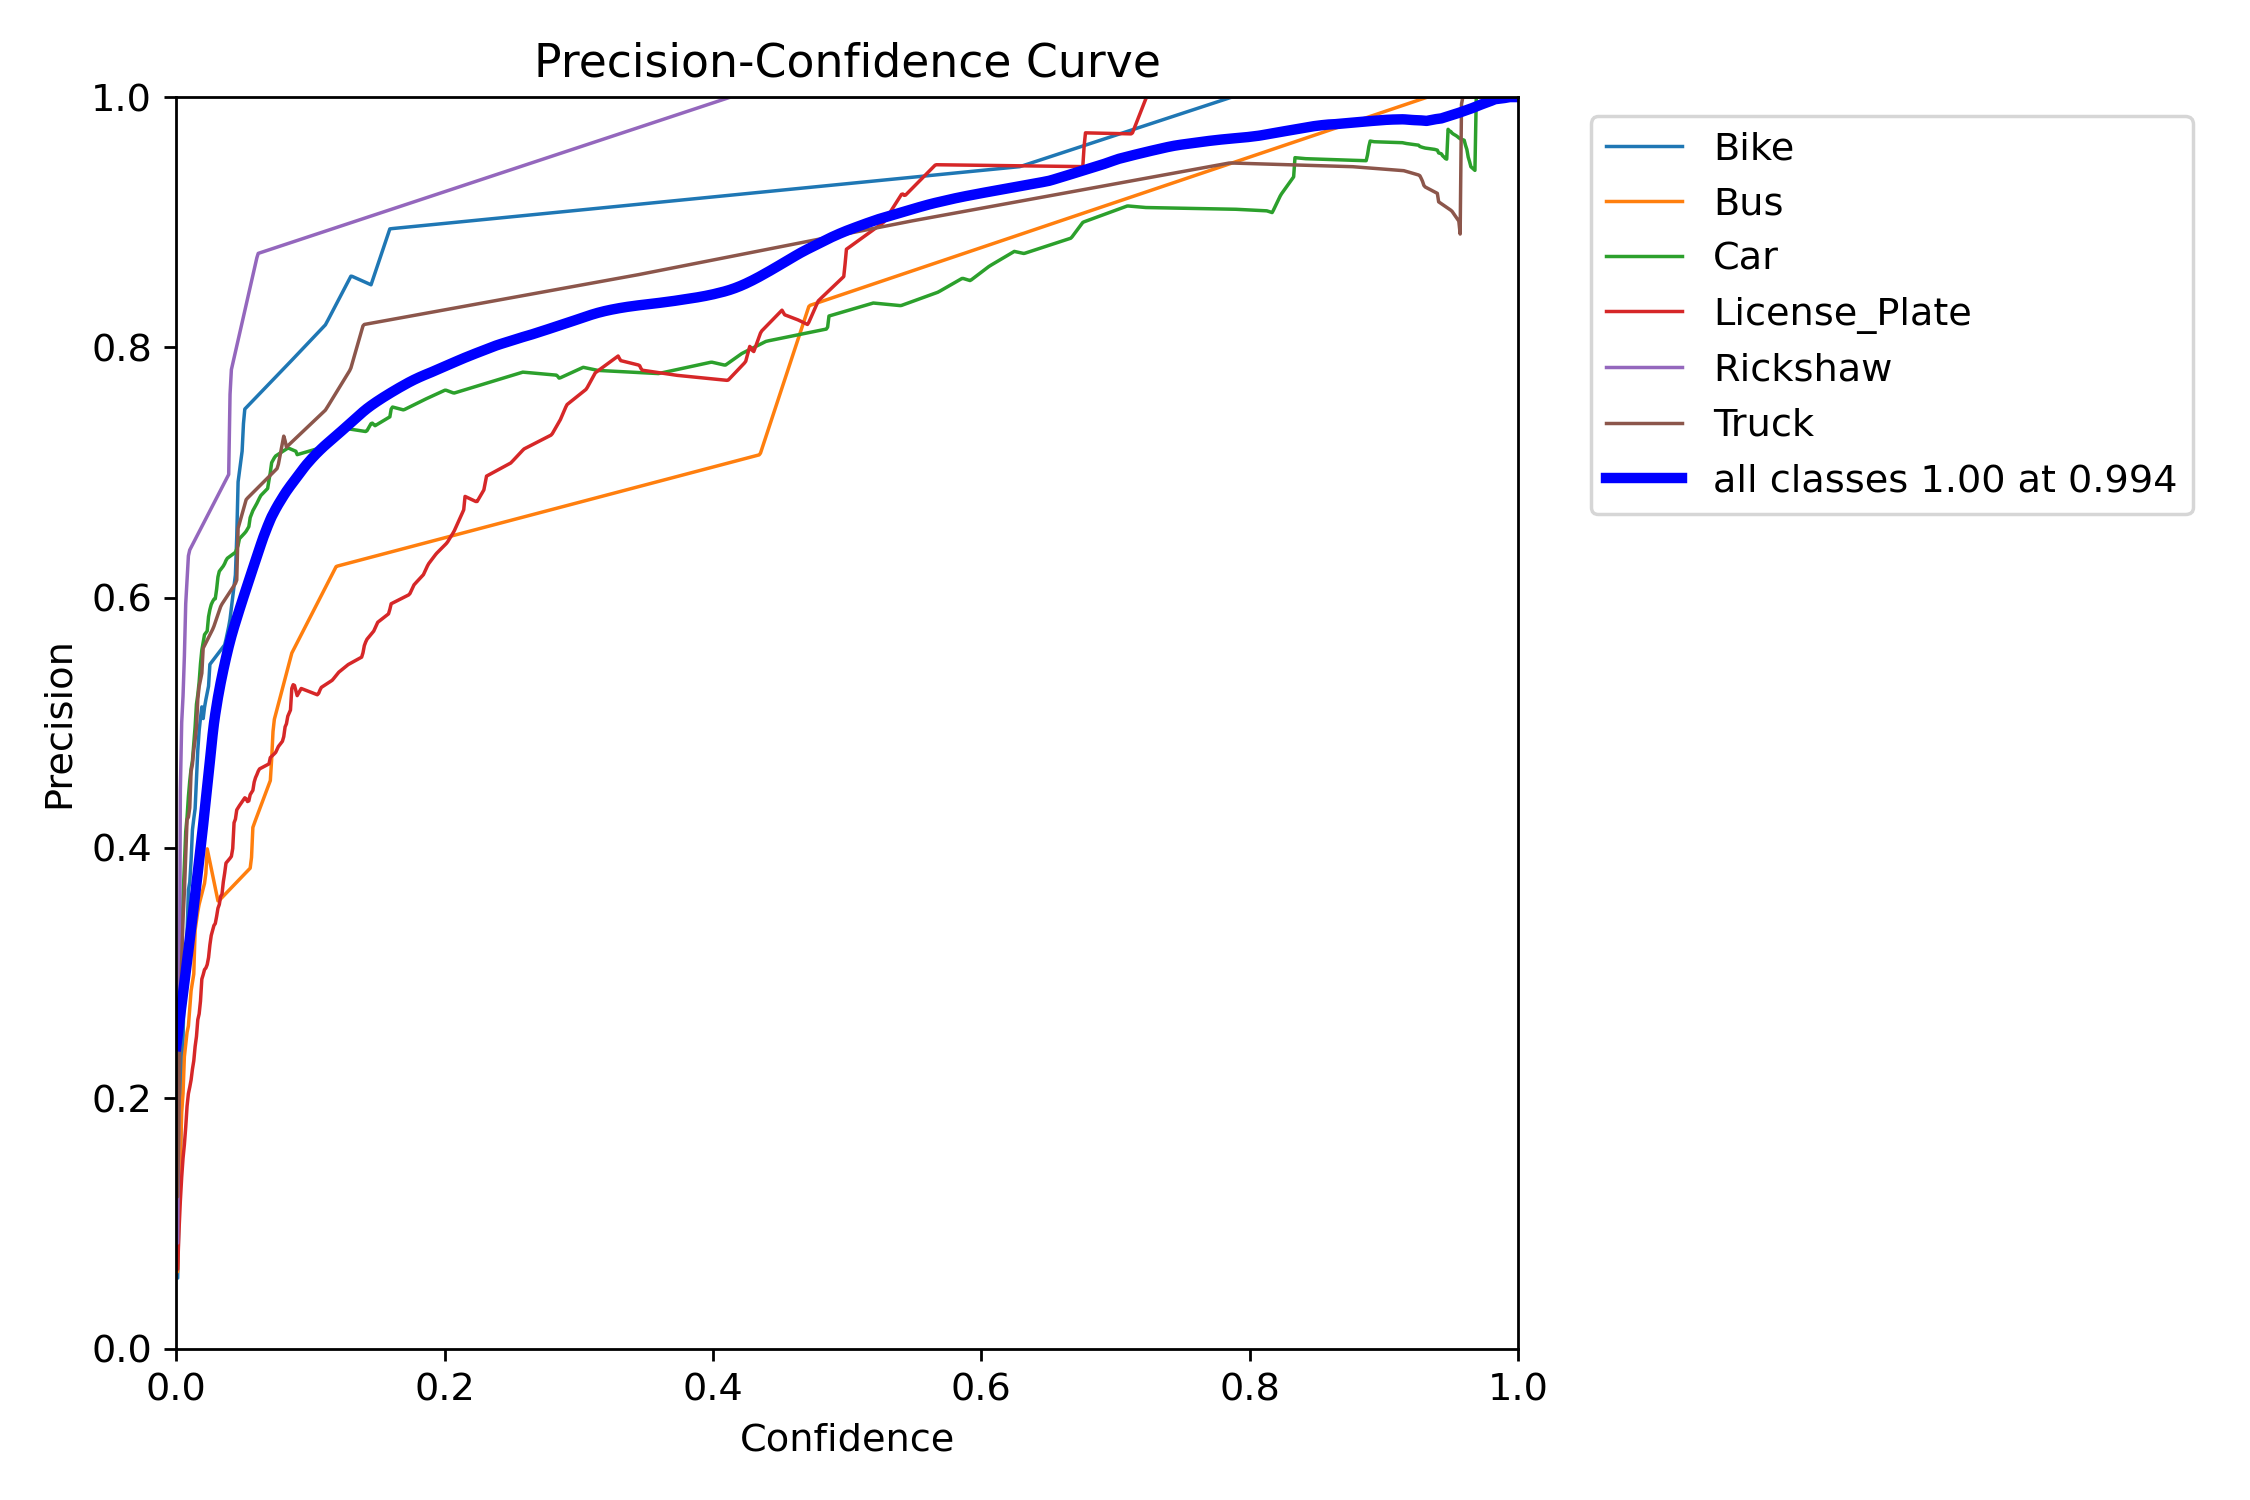 Precision-Confidence Curve
1.0
0.8
0.6
0.4
0.2
0.0
Precision
0.0 0.2 0.4 0.6 0.8 1.0
Confidence
Bike
Bus
Car
License_Plate
Rickshaw
Truck
all classes 1.00 at 0.994